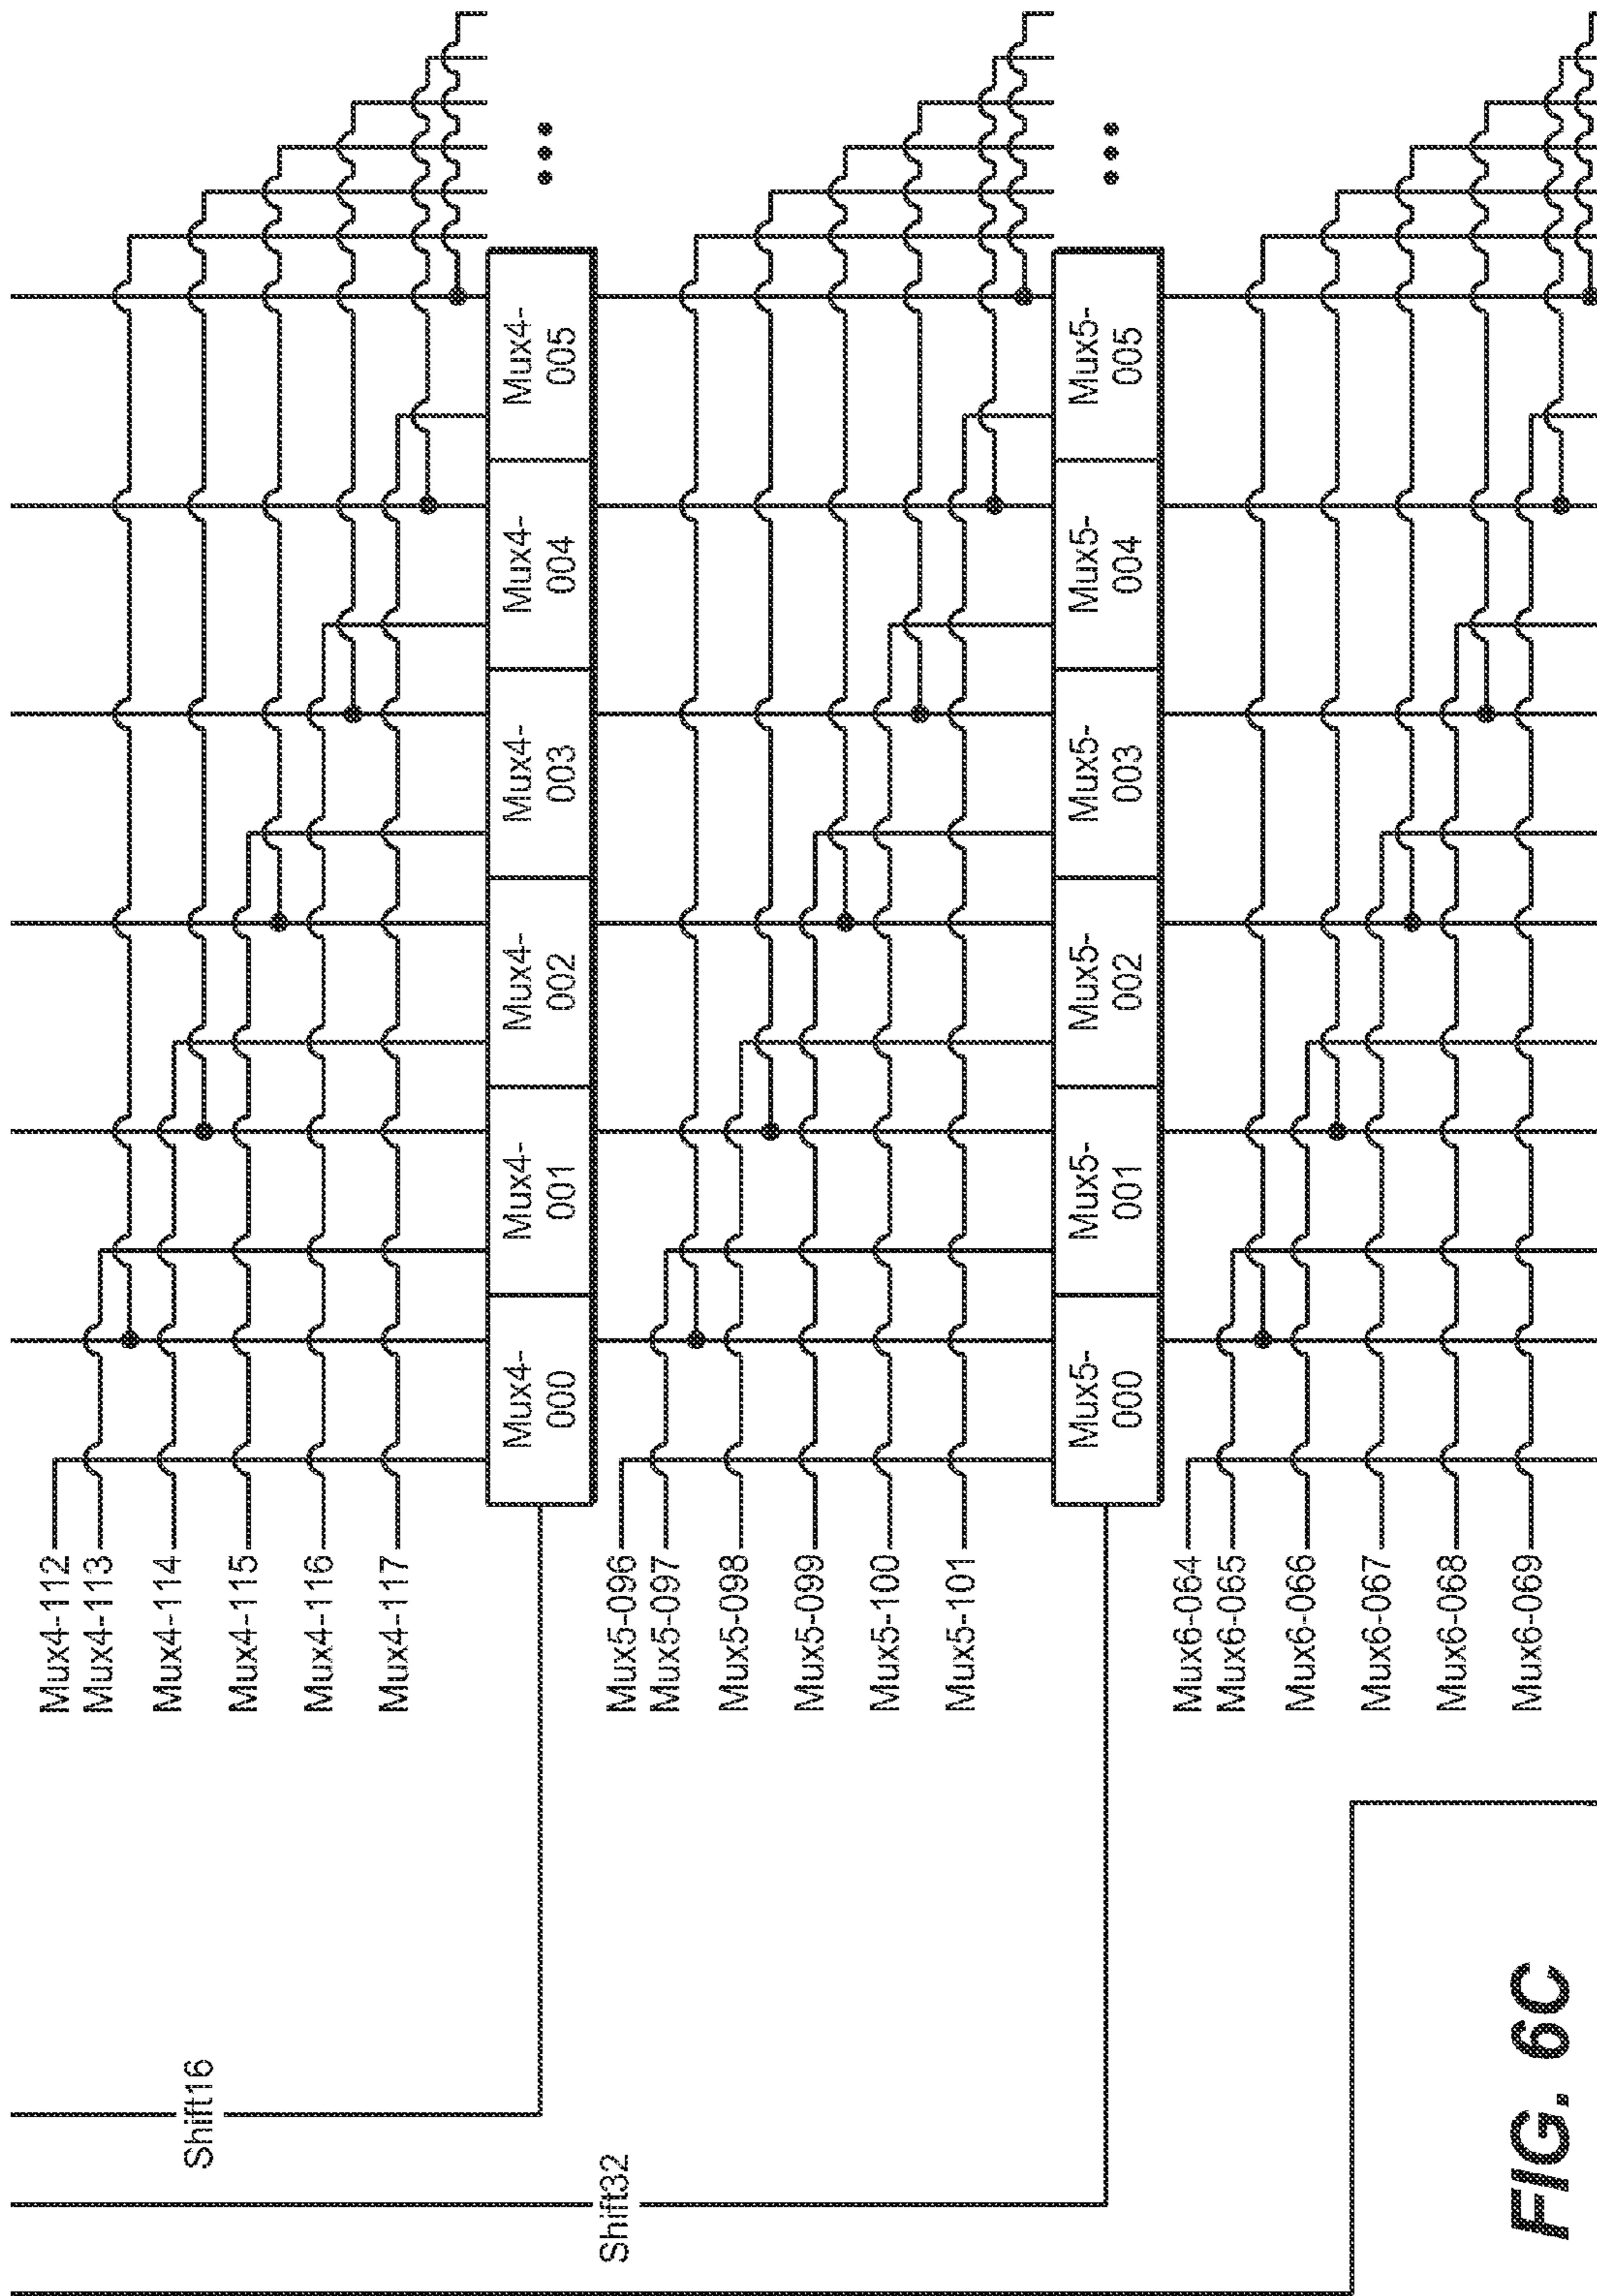 Shift16
Mux4-112
Mux4-113
Mux4-114
Mux4-115
Mux4-116
Mux4-117
Mux4-
000
Mux4-
001
Mux4-
002
Mux4-
003
Mux4-
004
Mux4-
005
Shift32
Mux5-096
Mux5-097
Mux5-098
Mux5-099
Mux5-100
Mux5-101
Mux5-
000
Mux5-
001
Mux5-
002
Mux5-
003
Mux5-
004
Mux5-
005
Mux6-064
Mux6-065
Mux6-066
Mux6-067
Mux6-068
Mux6-069
FIG. 6C